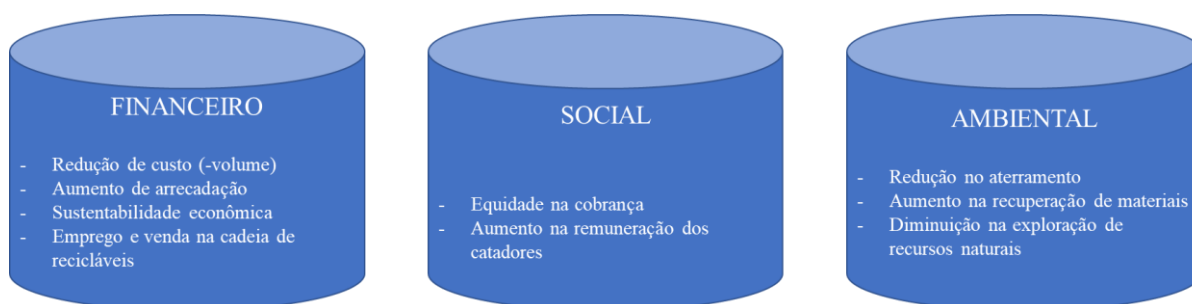 FINANCEIRO
- Redução de custo (-volume)
- Aumento de arrecadação
- Sustentabilidade econômica
- Emprego e venda na cadeia de
recicláveis
SOCIAL
- Equidade na cobrança
- Aumento na remuneração dos
catadores
AMBIENTAL
- Redução no aterramento
- Aumento na recuperação de materiais
- Diminuição na exploração de
recursos naturais